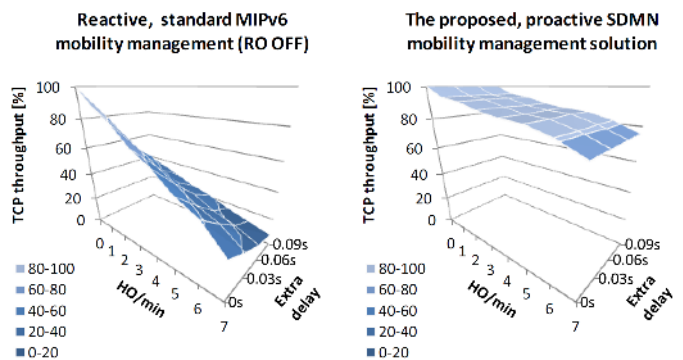 Reactive, standard MIPv6
mobility management (RO OFF)
TCP throughput [%]
100
80
60
40
20
0
0
1
2
3
4
5
6
7
HO/min
0s
0.03s
0.06s
0.09s
Extra
delay
80-100
60-80
40-60
20-40
0-20
The proposed, proactive SDMN
mobility management solution
TCP throughput [%]
100
80
60
40
20
0
0
1
2
3
4
5
6
7
HO/min
0s
0.03s
0.06s
0.09s
Extra
delay
80-100
60-80
40-60
20-40
0-20